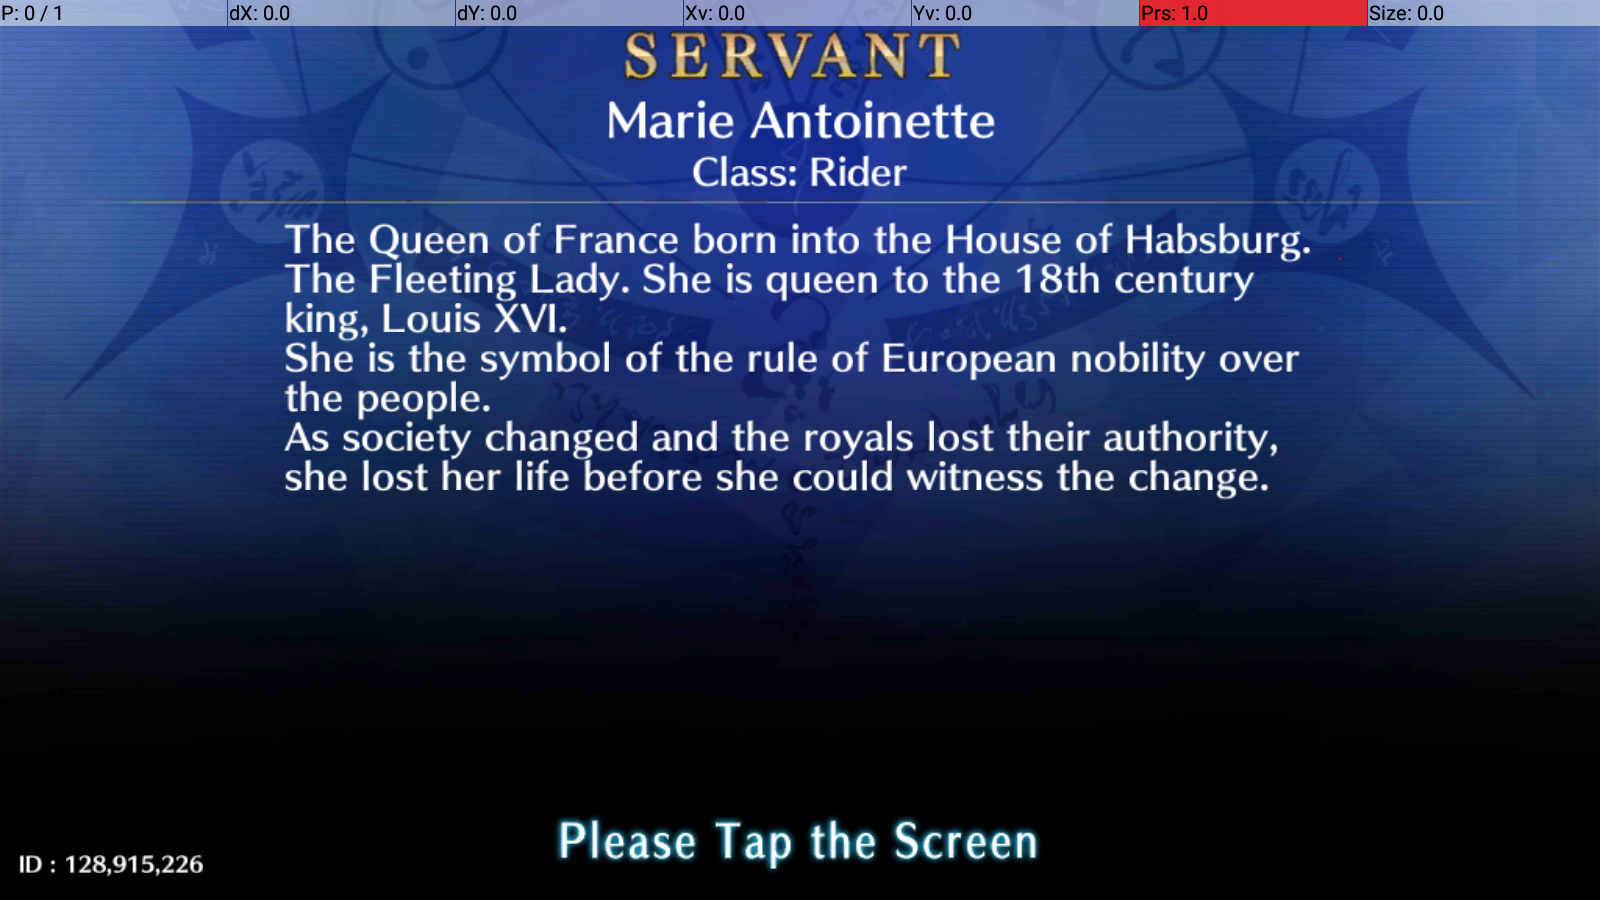 P: 0 / 1 dX: 0.0 dY: 0.0 Xv: 0.0 Yv: 0.0 Prs: 1.0 Size: 0.0
SERVANT
Marie Antoinette
Class: Rider
The Queen of France born into the House of Habsburg.
The Fleeting Lady. She is queen to the 18th century
king, Louis XVI.
She is the symbol of the rule of European nobility over
the people.
As society changed and the royals lost their authority,
she lost her life before she could witness the change.
Please Tap the Screen
ID : 128,915,226